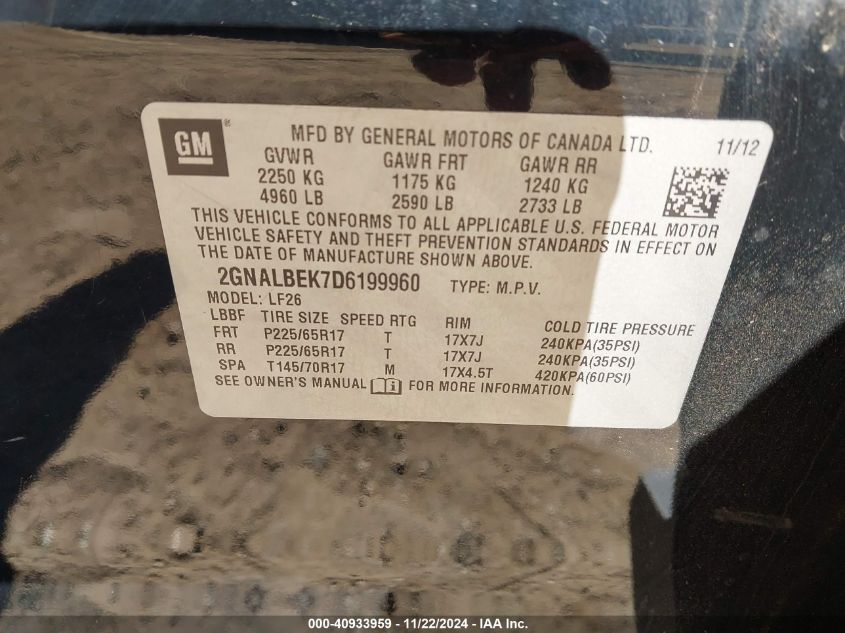 GM ® MFD BY GENERAL MOTORS OF CANADA LTD. 11/12
GVWR GAWR FRT GAWR RR
2250 KG 1175 KG 1240 KG
4960 LB 2590 LB 2733 LB
THIS VEHICLE CONFORMS TO ALL APPLICABLE U.S. FEDERAL MOTOR
VEHICLE SAFETY AND THEFT PREVENTION STANDARDS IN EFFECT ON
THE DATE OF MANUFACTURE SHOWN ABOVE.
2GNALBEK7D6199960 TYPE: M.P.V.
MODEL: LF26
LBBF TIRE SIZE SPEED RTG RIM COLD TIRE PRESSURE
FRT P225/65R17 T 17X7J 240KPA(35PSI)
RR P225/65R17 T 17X7J 240KPA(35PSI)
SPA T145/70R17 M 17X4.5T 420KPA(60PSI)
SEE OWNER'S MANUAL FOR MORE INFORMATION.
000-40933959 - 11/22/2024 - IAA Inc.